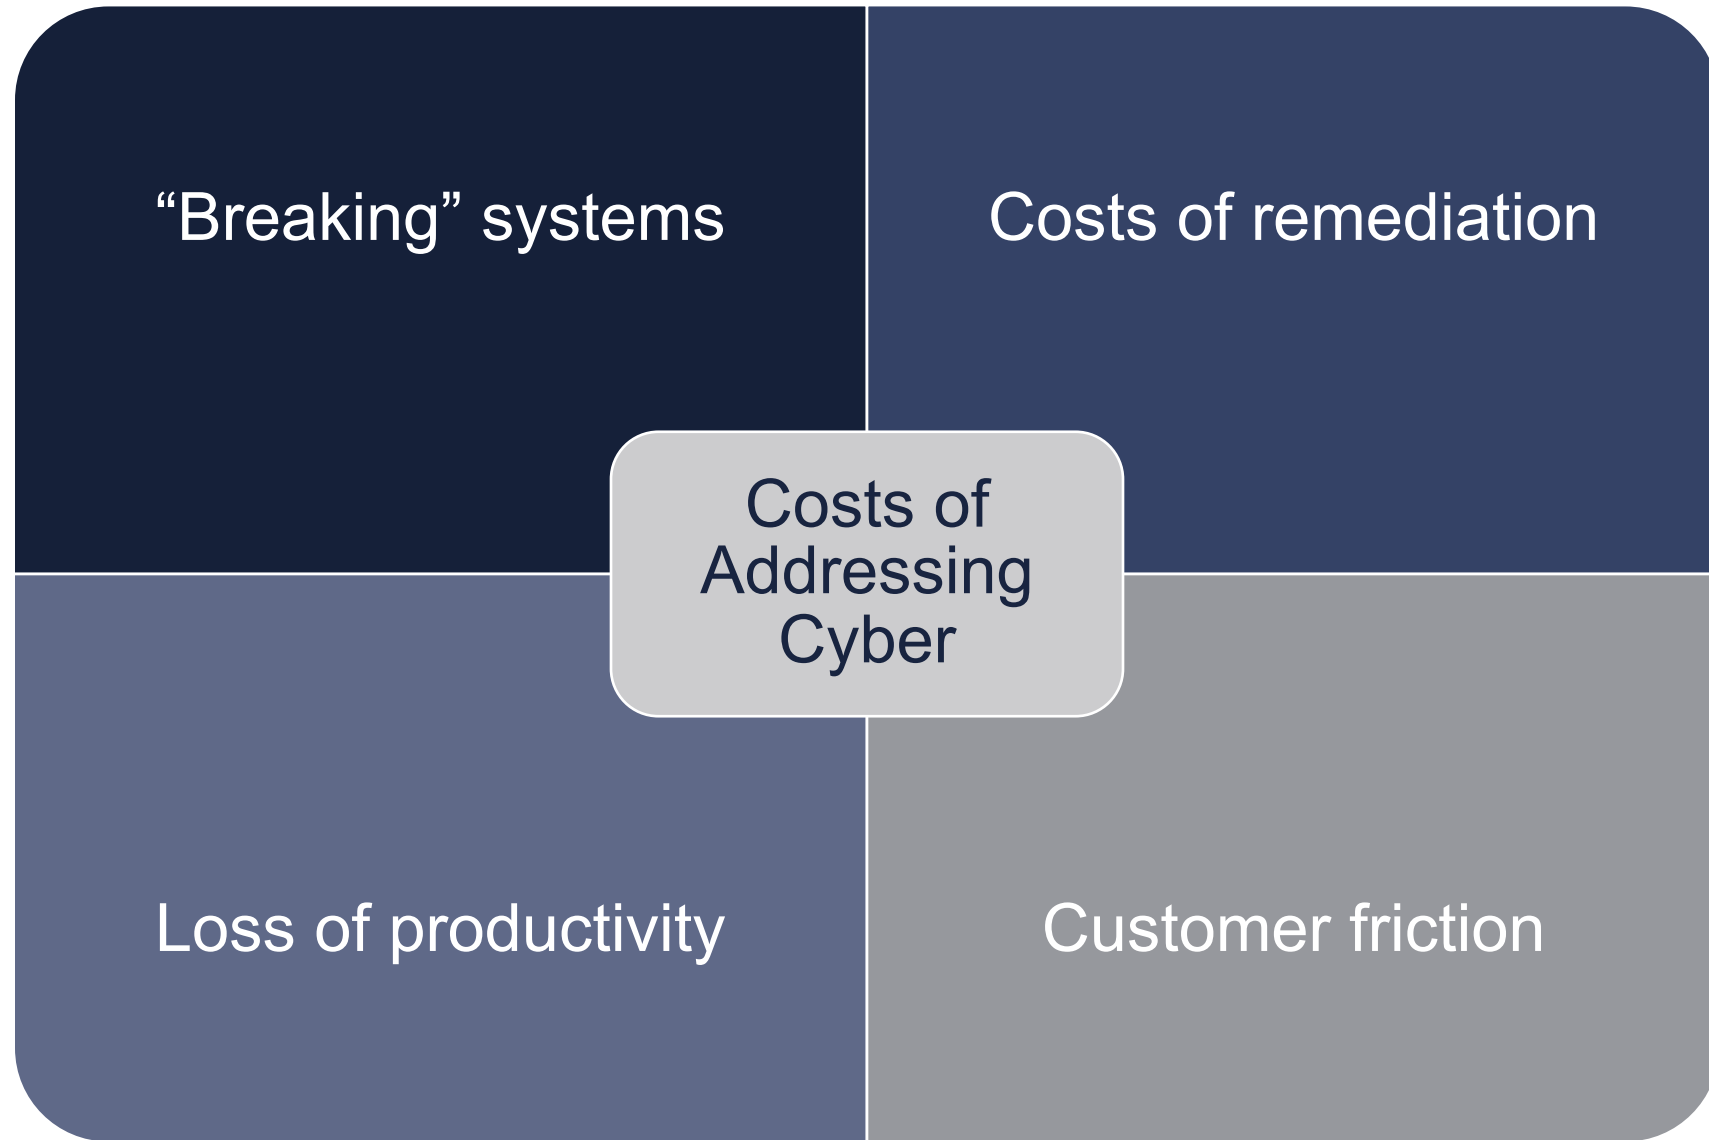 “Breaking” systems
Costs of remediation
Costs of
Addressing
Cyber
Loss of productivity
Customer friction